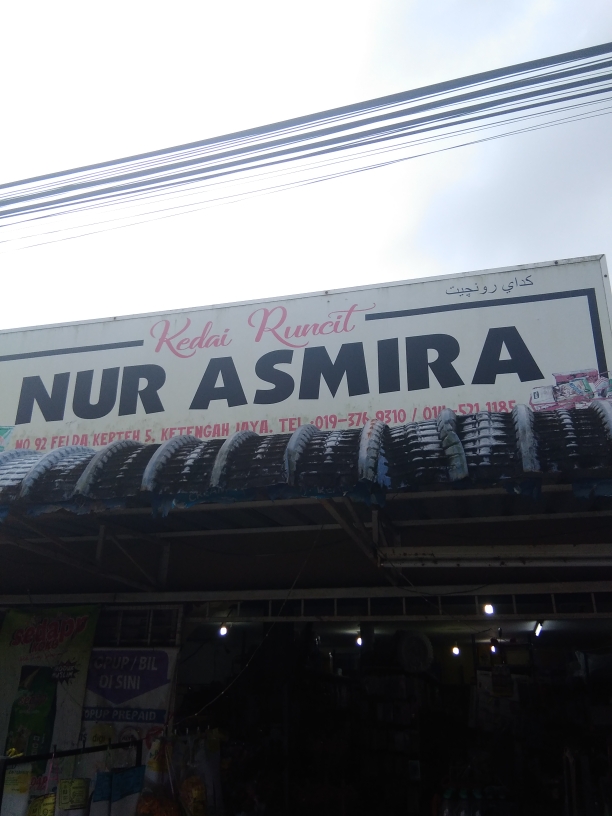 كداي رونچيت
Kedai Runcit
NUR ASMIRA
NO 92 FELDA KERTEH 5, KETENGAH JAYA. TEL :019-376-9310 / 011-521 1185
/BIL
DI SINI
PREPAID